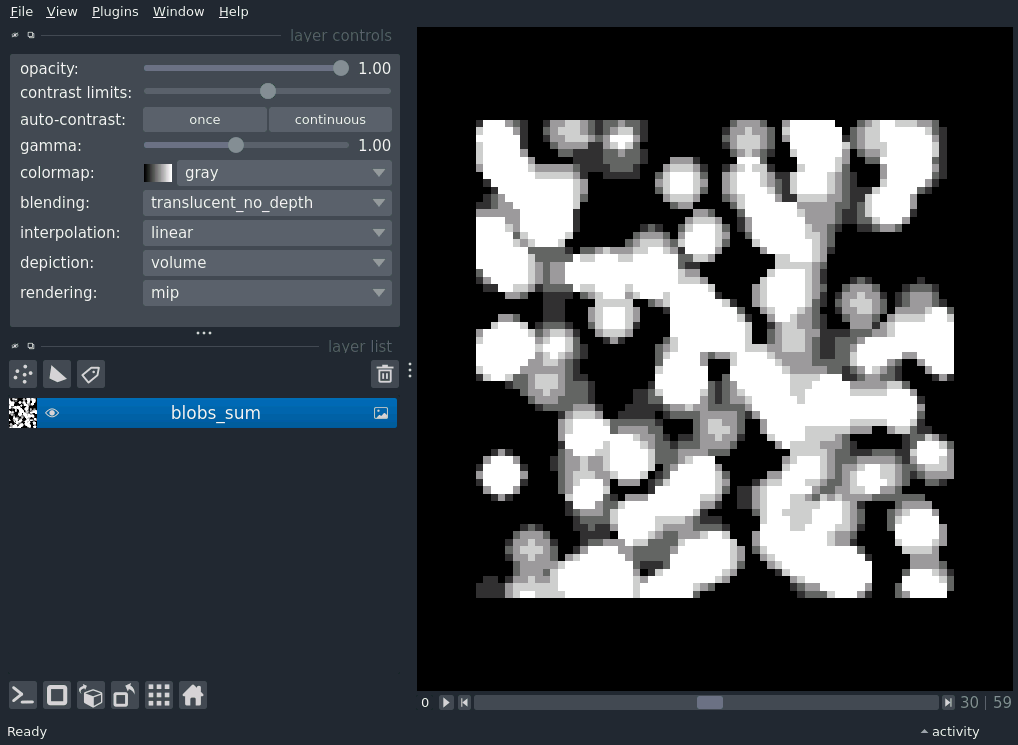 File View Plugins Window Help
layer controls
opacity: 1.00
contrast limits:
auto-contrast: once continuous
gamma: 1.00
colormap: gray
blending: translucent_no_depth
interpolation: linear
depiction: volume
rendering: mip
layer list
blobs_sum
0 30 | 59
Ready activity